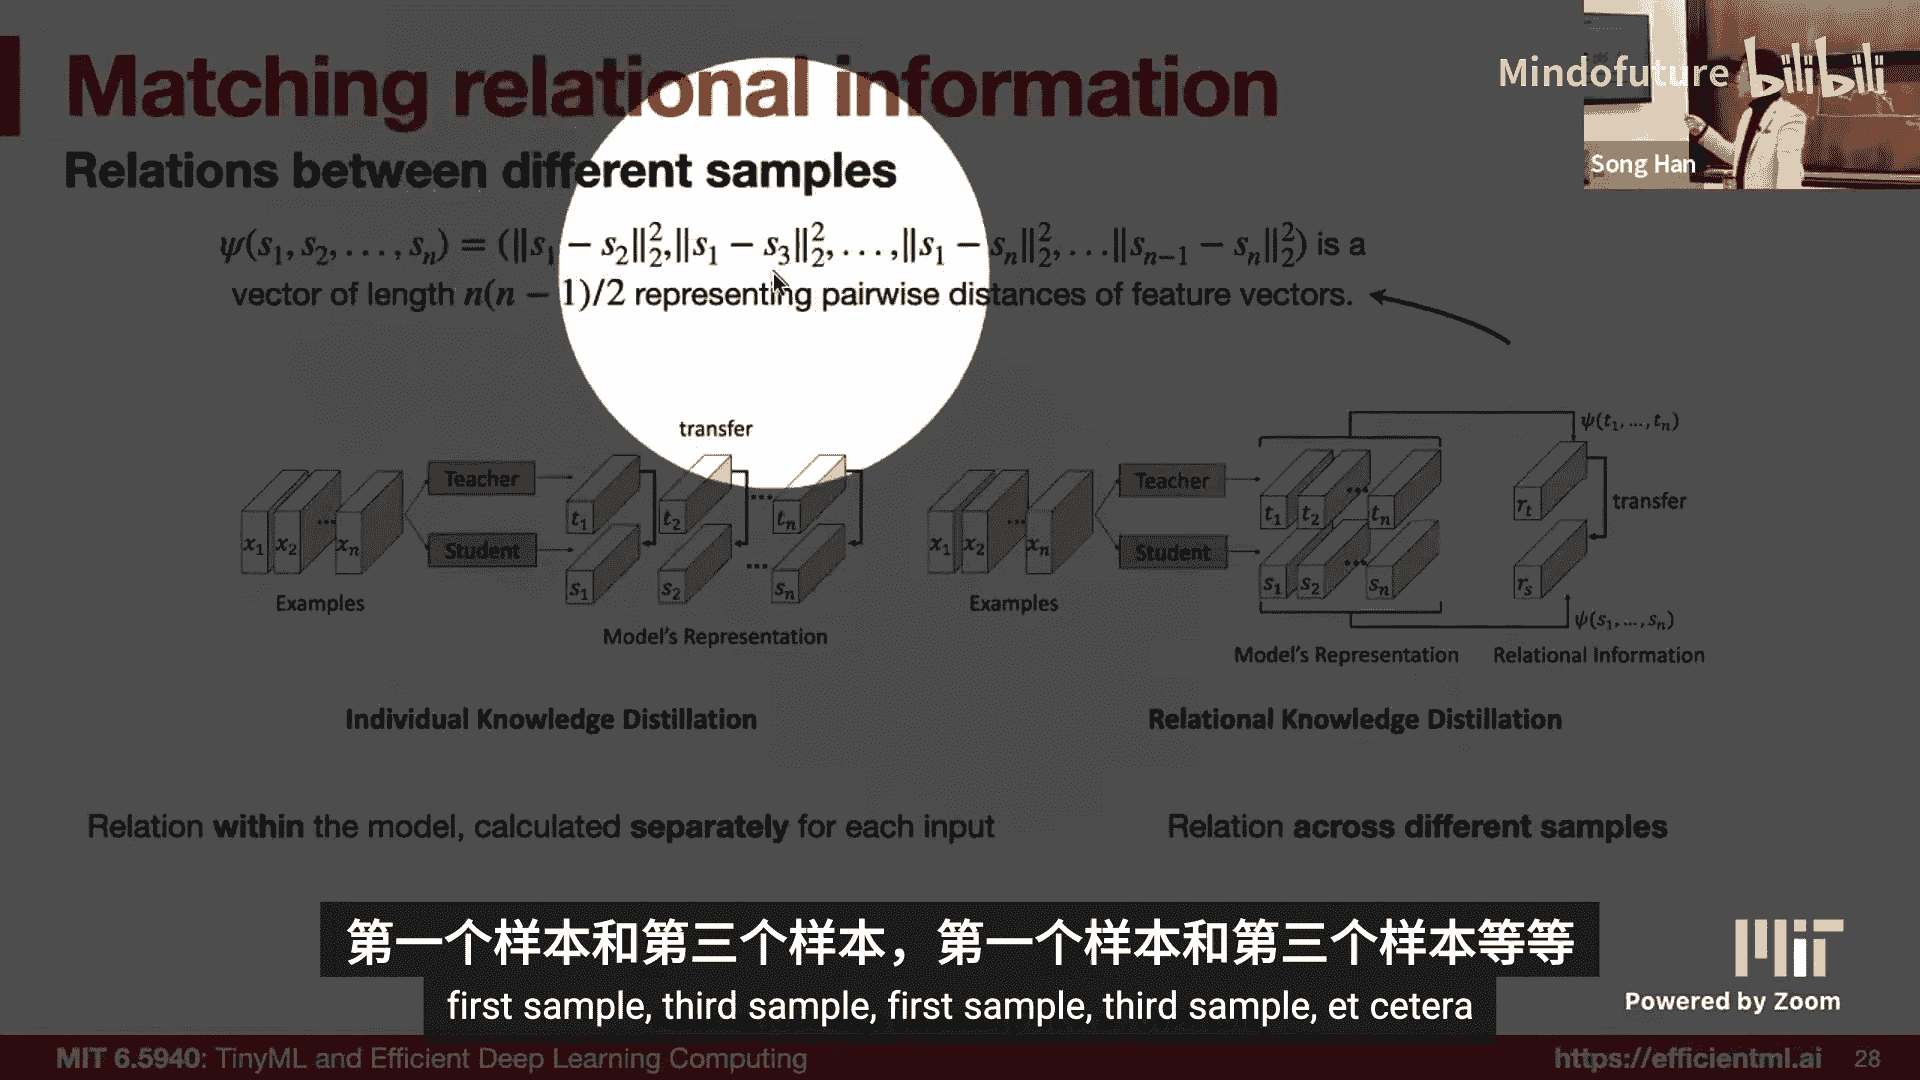 Matching relational information
Mindofuture bilibili
Song Han
Relations between different samples
ψ(s₁, s₂, . . . , sₙ) = (∥s₁ − s₂∥₂², ∥s₁ − s₃∥₂², . . . , ∥s₁ − sₙ∥₂², . . . ∥sₙ₋₁ − sₙ∥₂²) is a
vector of length n(n − 1)/2 representing pairwise distances of feature vectors.
transfer
Teacher
Student
x₁ x₂ ... xₙ
t₁ t₂ ... tₙ
s₁ s₂ ... sₙ
Examples
Model's Representation
Individual Knowledge Distillation
Relation within the model, calculated separately for each input
ψ(t₁, ..., tₙ)
Teacher
Student
x₁ x₂ ... xₙ
t₁ t₂ ... tₙ
s₁ s₂ ... sₙ
rₜ
transfer
rₛ
ψ(s₁, ..., sₙ)
Examples
Model's Representation
Relational Information
Relational Knowledge Distillation
Relation across different samples
第一个样本和第三个样本，第一个样本和第三个样本等等
first sample, third sample, first sample, third sample, et cetera
MIT
Powered by Zoom
MIT 6.5940: TinyML and Efficient Deep Learning Computing
https://efficientml.ai
28